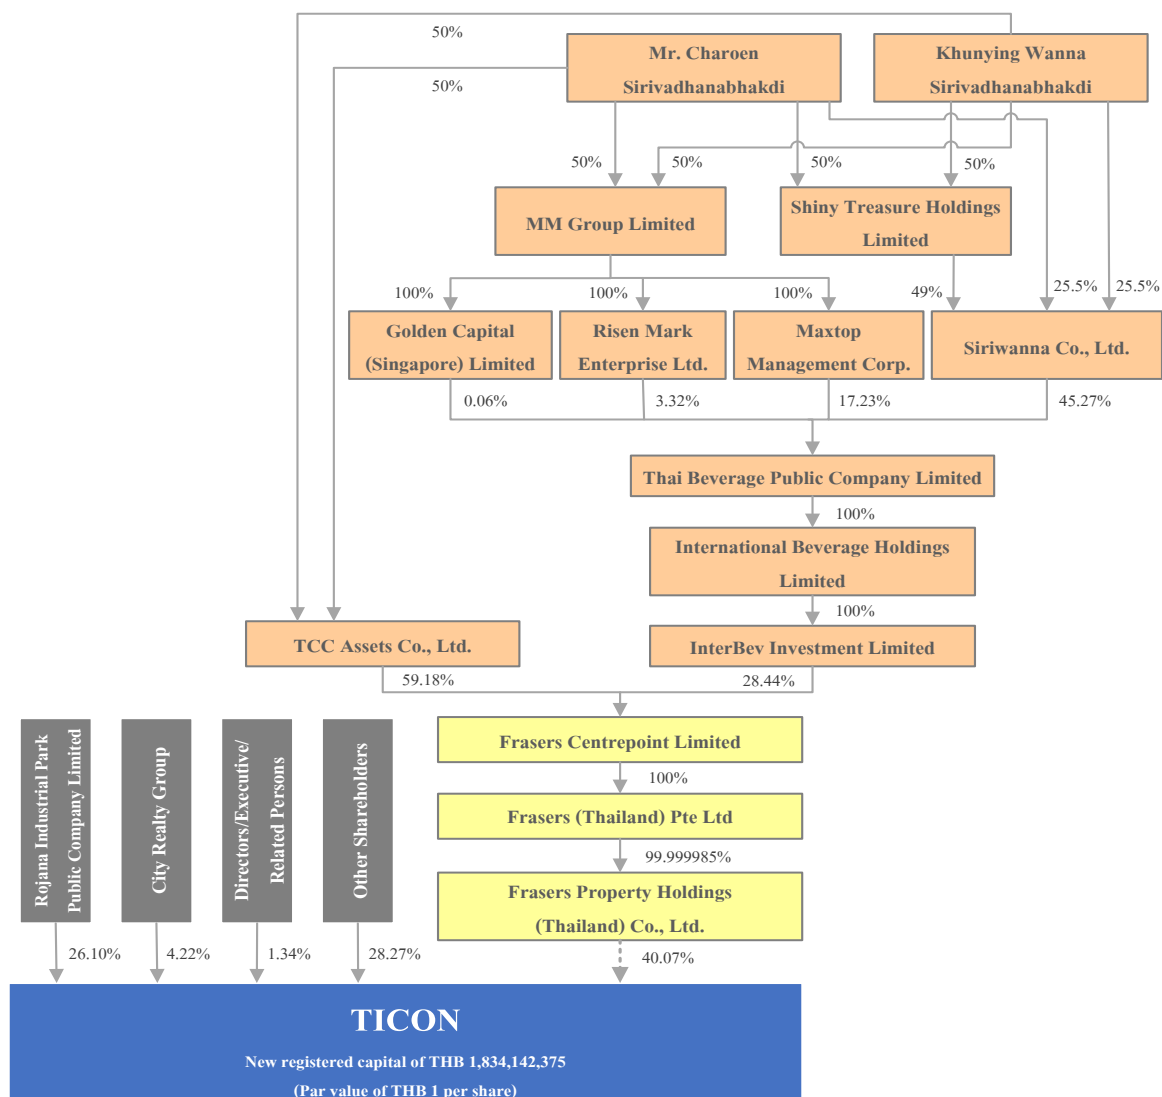 50%
Mr. Charoen
Sirivadhanabhakdi
Khunying Wanna
Sirivadhanabhakdi
50%
50%
50%
50%
50%
MM Group Limited
Shiny Treasure Holdings
Limited
100%
100%
100%
49%
25.5%
25.5%
Golden Capital
(Singapore) Limited
Risen Mark
Enterprise Ltd.
Maxtop
Management Corp.
Siriwanna Co., Ltd.
0.06%
3.32%
17.23%
45.27%
Thai Beverage Public Company Limited
100%
International Beverage Holdings
Limited
100%
TCC Assets Co., Ltd.
InterBev Investment Limited
59.18%
28.44%
Rojana Industrial Park
Public Company Limited
City Realty Group
Directors/Executive/
Related Persons
Other Shareholders
Frasers Centrepoint Limited
100%
Frasers (Thailand) Pte Ltd
99.999985%
Frasers Property Holdings
(Thailand) Co., Ltd.
26.10%
4.22%
1.34%
28.27%
40.07%
TICON
New registered capital of THB 1,834,142,375
(Par value of THB 1 per share)